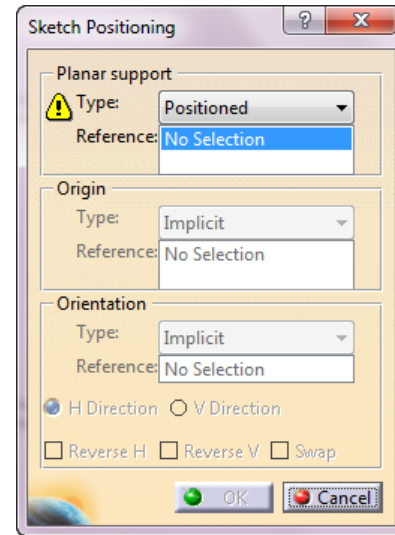 Sketch Positioning
?
X
Planar support
Type: Positioned
Reference: No Selection
Origin
Type: Implicit
Reference: No Selection
Orientation
Type: Implicit
Reference: No Selection
H Direction V Direction
Reverse H Reverse V Swap
OK Cancel